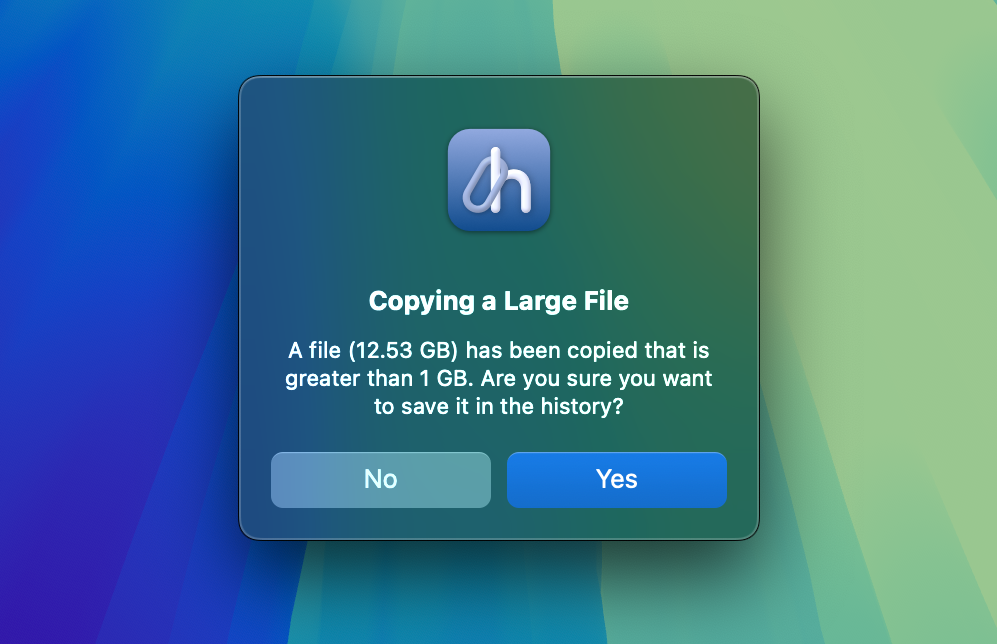 Copying a Large File
A file (12.53 GB) has been copied that is
greater than 1 GB. Are you sure you want
to save it in the history?
No
Yes